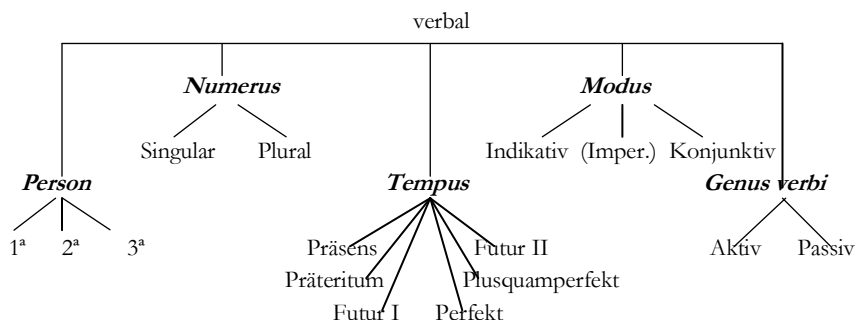 verbal
Numerus Modus
Singular Plural Indikativ (Imper.) Konjunktiv
Person Tempus Genus verbi
1ª 2ª 3ª Präsens Futur II Aktiv Passiv
Präteritum Plusquamperfekt
Futur I Perfekt